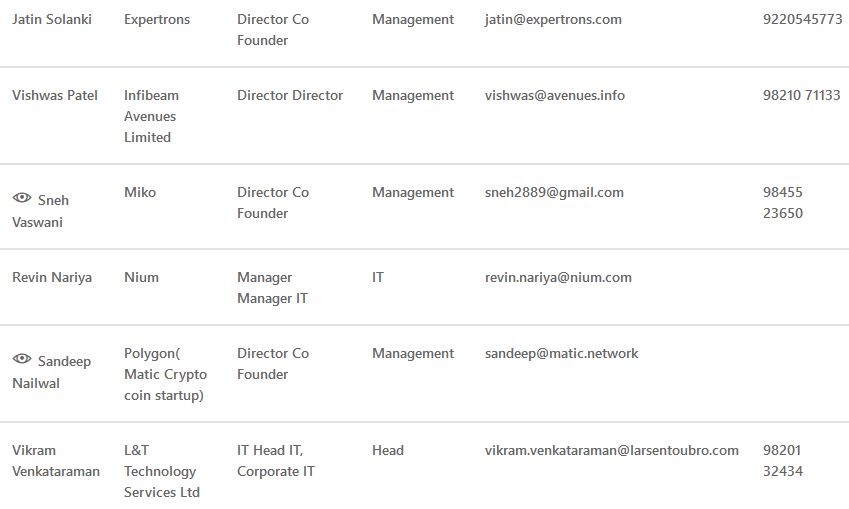 Jatin Solanki Expertrons Director Co Management jatin@expertrons.com 9220545773
Founder
Vishwas Patel Infibeam Director Director Management vishwas@avenues.info 98210 71133
Avenues
Limited
Sneh Miko Director Co Management sneh2889@gmail.com 98455
Vaswani Founder 23650
Revin Nariya Nium Manager IT revin.nariya@nium.com
Manager IT
Sandeep Polygon( Director Co Management sandeep@matic.network
Nailwal Matic Crypto Founder
coin startup)
Vikram L&T IT Head IT, Head vikram.venkataraman@larsentoubro.com 98201
Venkataraman Technology Corporate IT 32434
Services Ltd